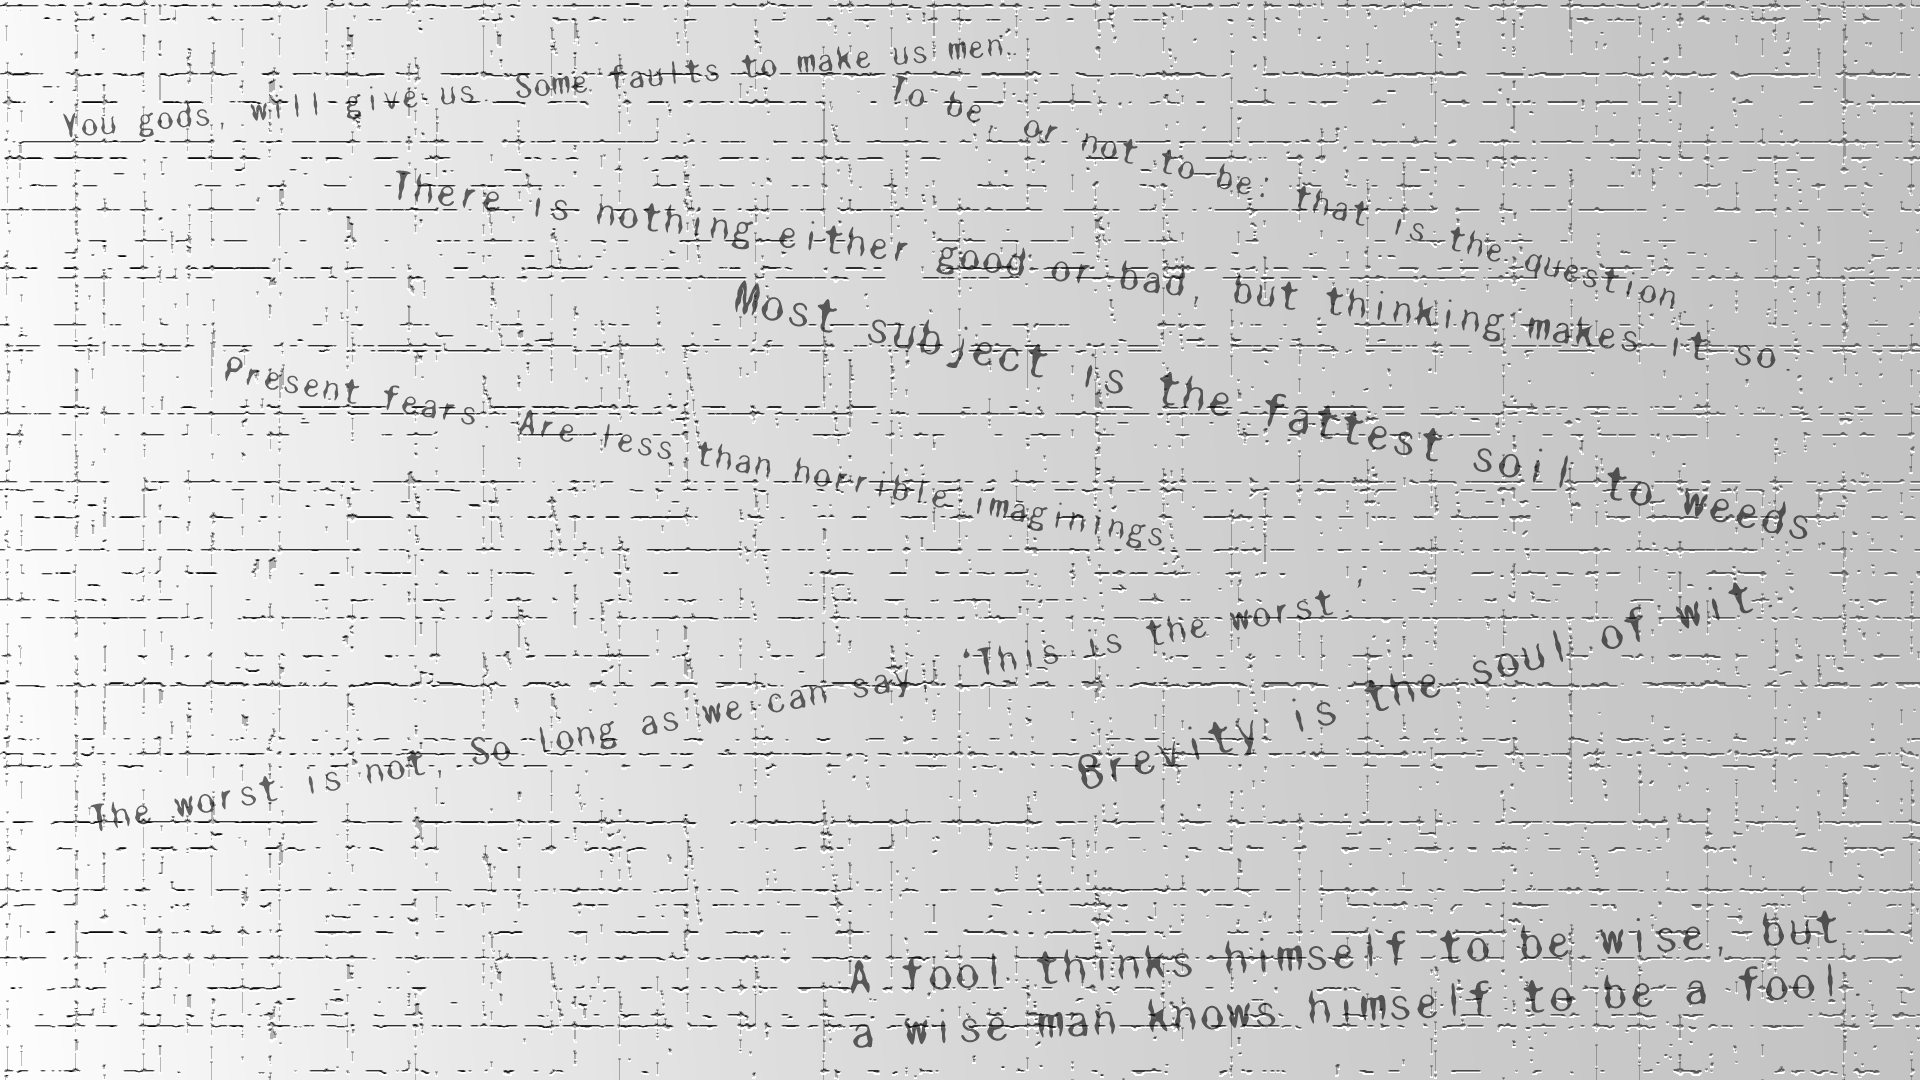 You gods, will give us Some faults to make us men.
To be, or not to be: that is the question
There is nothing either good or bad, but thinking makes it so
Most subject is the fattest soil to weeds
Present fears Are less than horrible imaginings
The worst is not, So long as we can say, 'This is the worst.'
Brevity is the soul of wit
A fool thinks himself to be wise, but
a wise man knows himself to be a fool.